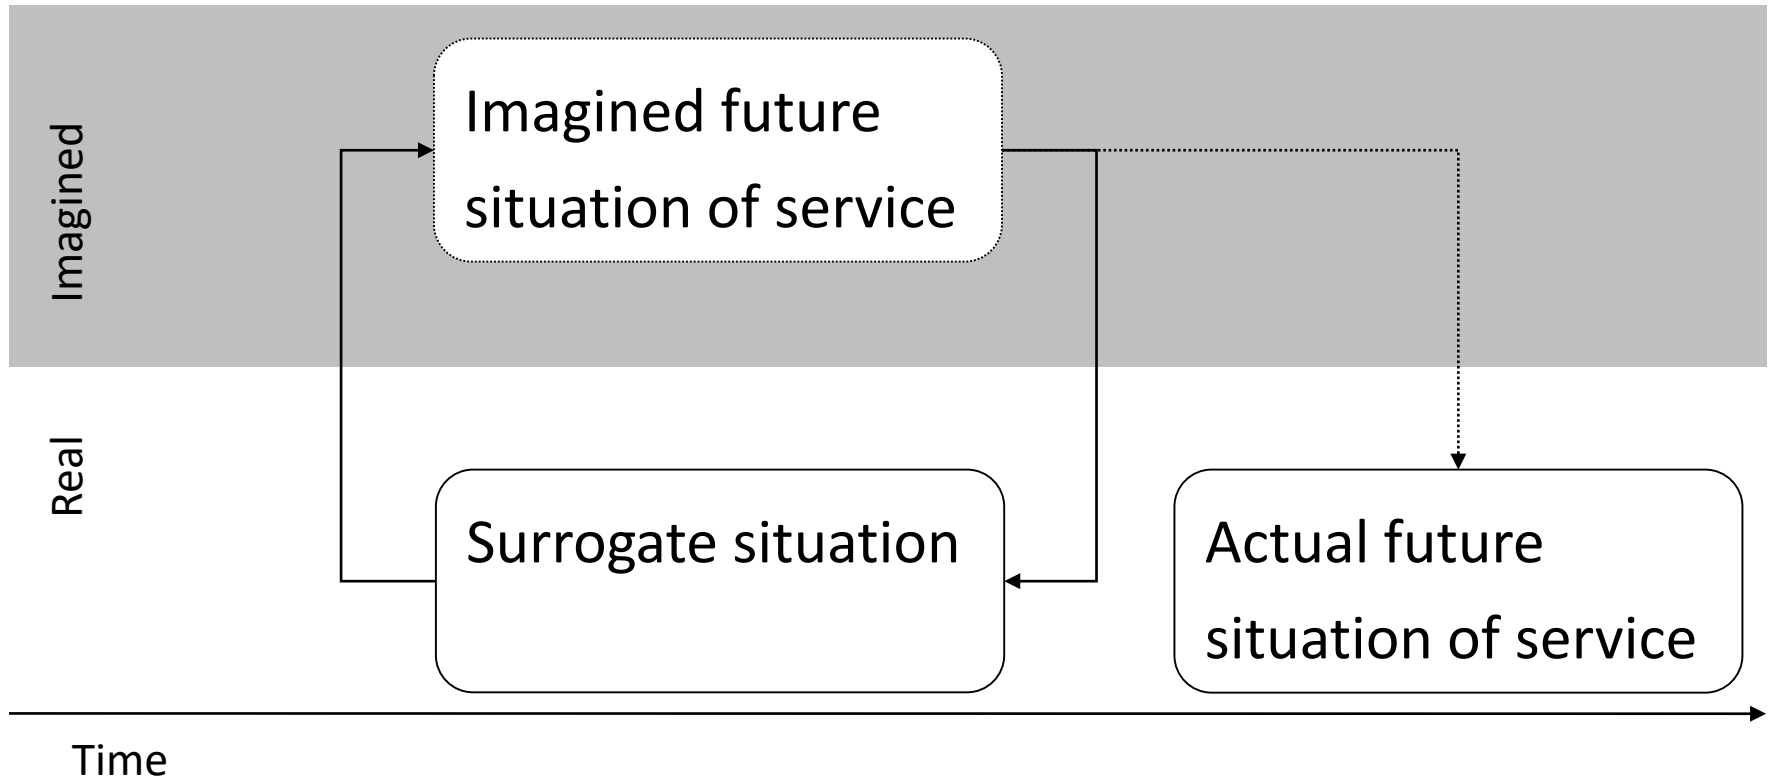 Imagined
Imagined future
situation of service
Real
Surrogate situation
Actual future
situation of service
Time